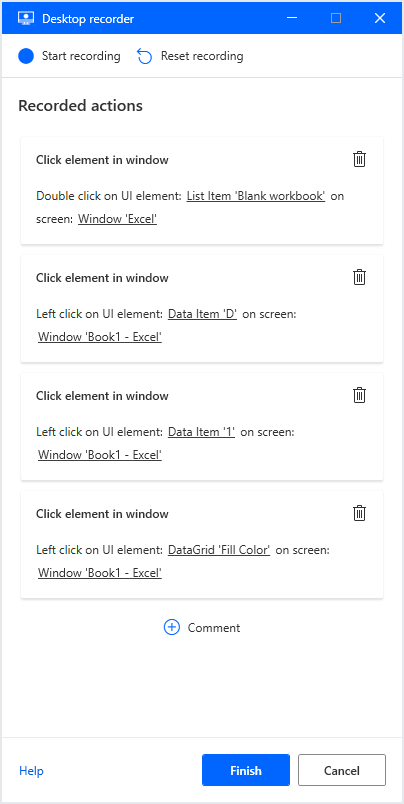 Desktop recorder
Start recording Reset recording
Recorded actions
Click element in window
Double click on UI element: List Item 'Blank workbook' on
screen: Window 'Excel'
Click element in window
Left click on UI element: Data Item 'D' on screen:
Window 'Book1 - Excel'
Click element in window
Left click on UI element: Data Item '1' on screen:
Window 'Book1 - Excel'
Click element in window
Left click on UI element: DataGrid 'Fill Color' on screen:
Window 'Book1 - Excel'
Comment
Help Finish Cancel